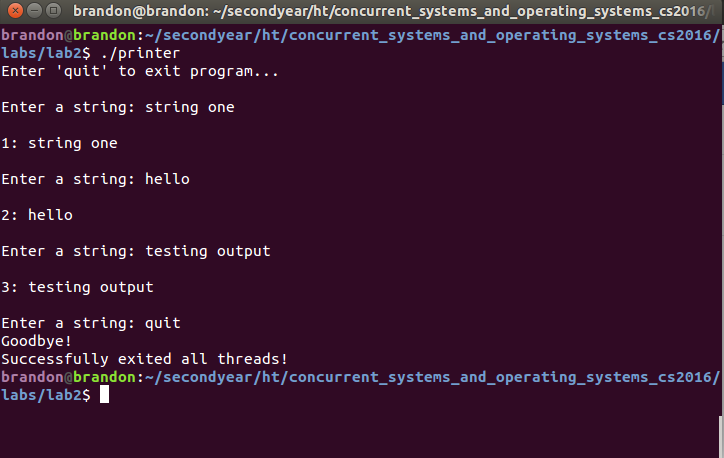 brandon@brandon: ~/secondyear/ht/concurrent_systems_and_operating_systems_cs2016/
brandon@brandon:~/secondyear/ht/concurrent_systems_and_operating_systems_cs2016/
labs/lab2$ ./printer
Enter 'quit' to exit program...
Enter a string: string one
1: string one
Enter a string: hello
2: hello
Enter a string: testing output
3: testing output
Enter a string: quit
Goodbye!
Successfully exited all threads!
brandon@brandon:~/secondyear/ht/concurrent_systems_and_operating_systems_cs2016/
labs/lab2$